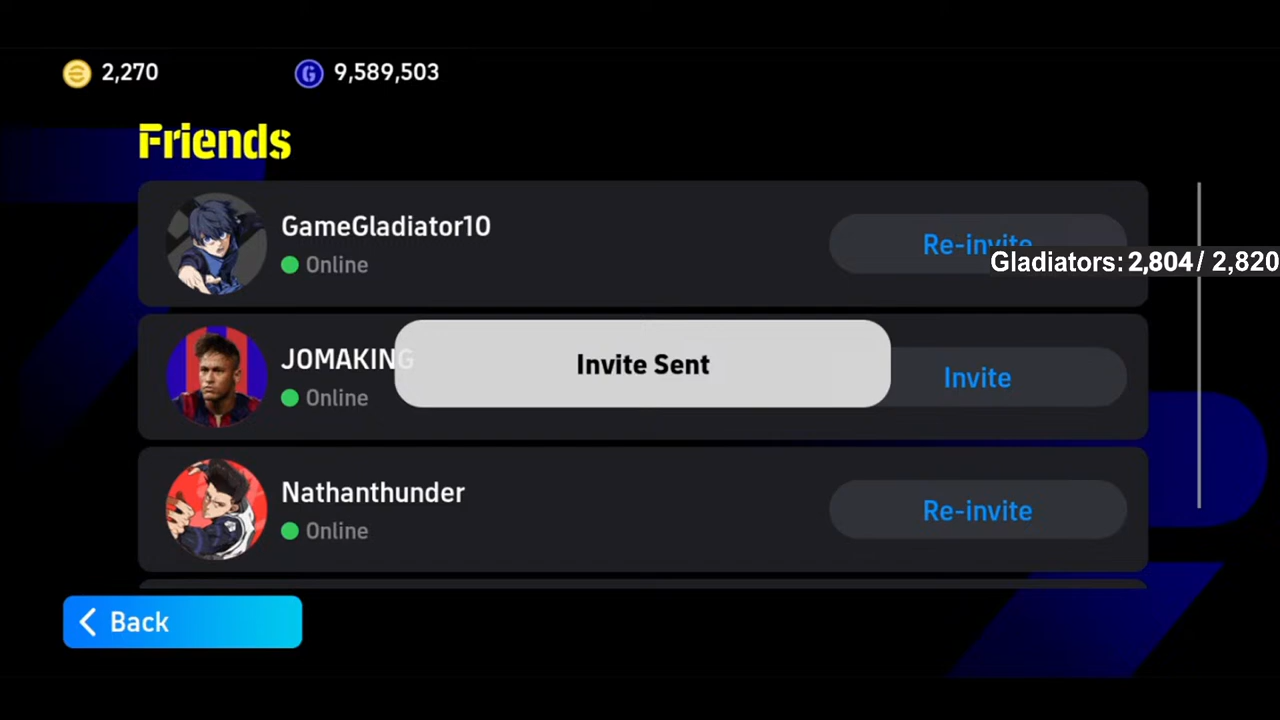 2,270
9,589,503
Friends
GameGladiator10
Online
Re-invite
Gladiators: 2,804 / 2,820
JOMAKING
Online
Invite Sent
Invite
Nathanthunder
Online
Re-invite
Back